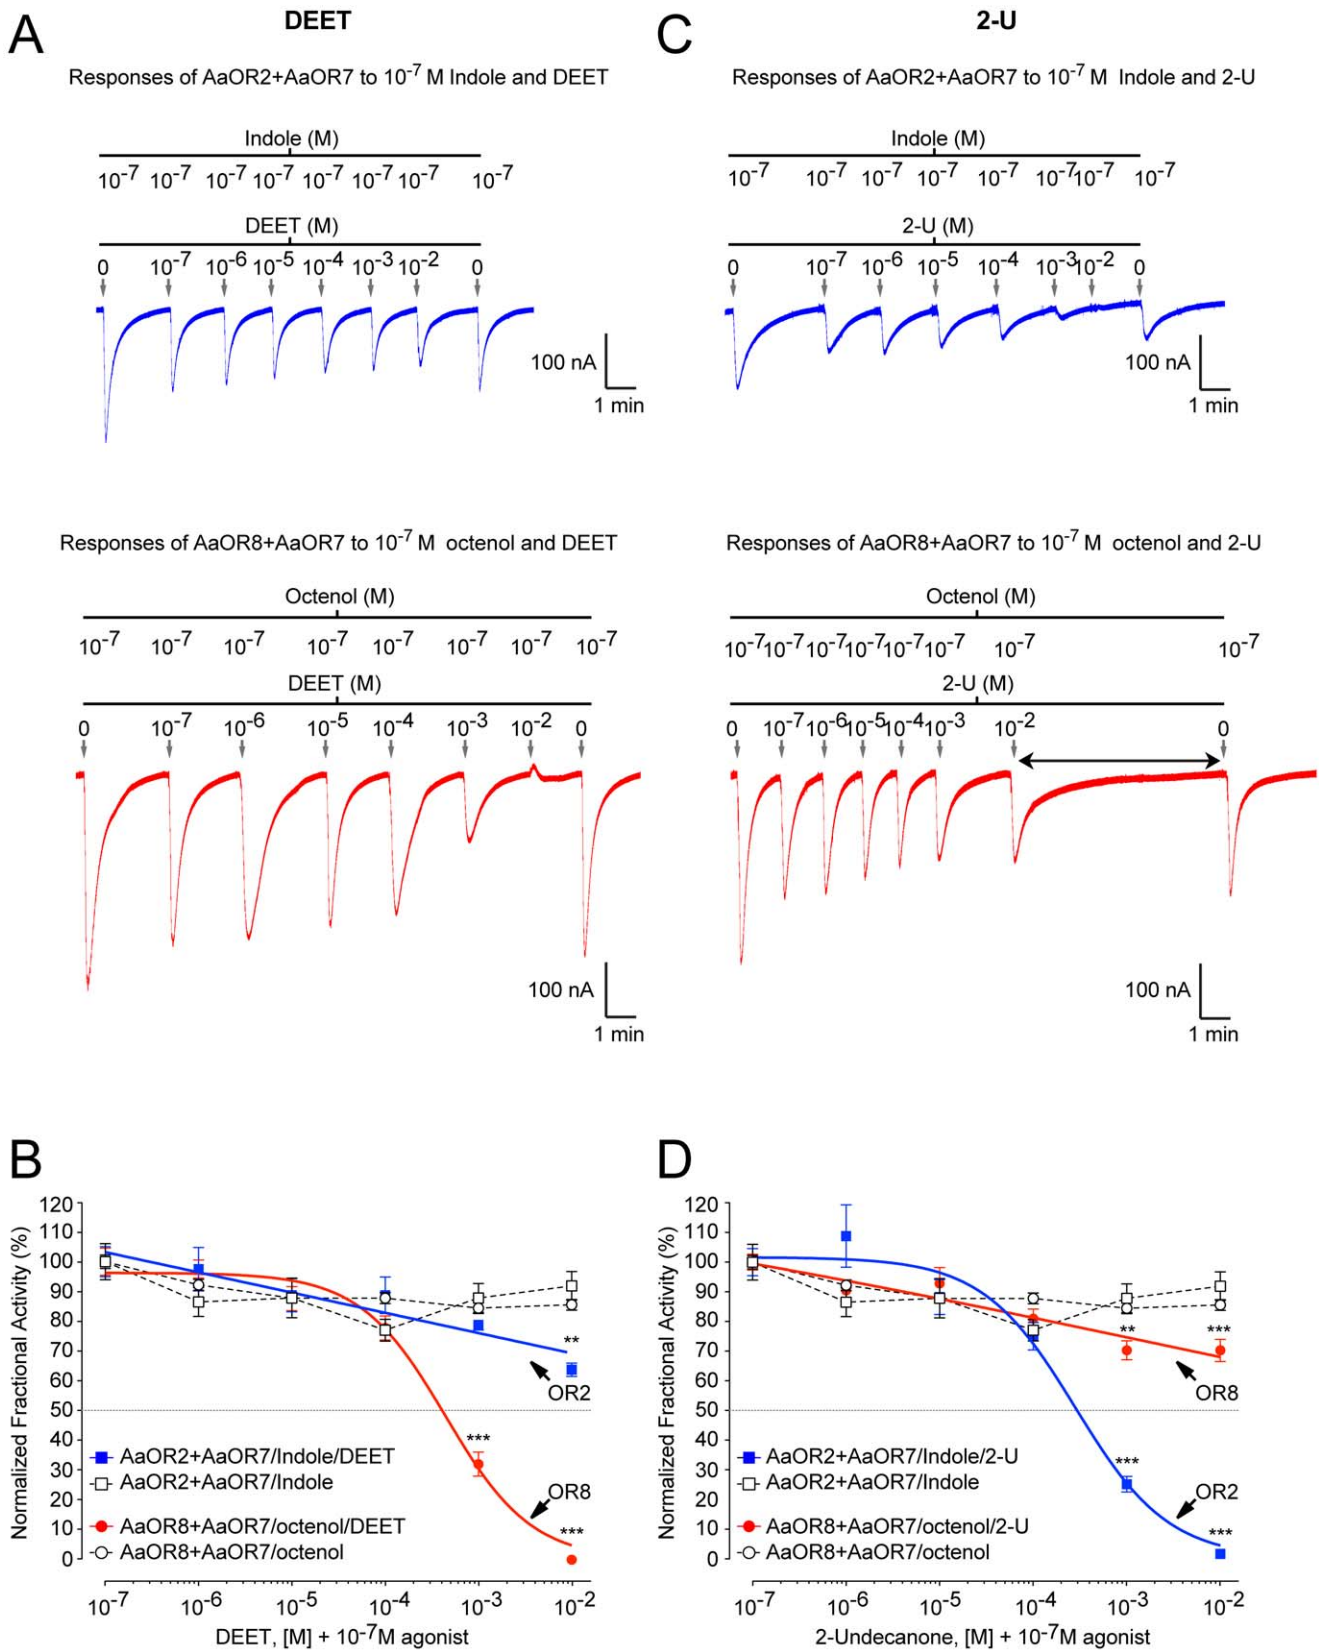 A
DEET
Responses of AaOR2+AaOR7 to 10⁻⁷ M Indole and DEET
Indole (M)
10⁻⁷ 10⁻⁷ 10⁻⁷ 10⁻⁷ 10⁻⁷ 10⁻⁷ 10⁻⁷ 10⁻⁷
DEET (M)
0 10⁻⁷ 10⁻⁶ 10⁻⁵ 10⁻⁴ 10⁻³ 10⁻² 0
100 nA
1 min
Responses of AaOR8+AaOR7 to 10⁻⁷ M octenol and DEET
Octenol (M)
10⁻⁷ 10⁻⁷ 10⁻⁷ 10⁻⁷ 10⁻⁷ 10⁻⁷ 10⁻⁷ 10⁻⁷
DEET (M)
0 10⁻⁷ 10⁻⁶ 10⁻⁵ 10⁻⁴ 10⁻³ 10⁻² 0
100 nA
1 min
C
2-U
Responses of AaOR2+AaOR7 to 10⁻⁷ M Indole and 2-U
Indole (M)
10⁻⁷ 10⁻⁷ 10⁻⁷ 10⁻⁷ 10⁻⁷ 10⁻⁷ 10⁻⁷ 10⁻⁷
2-U (M)
0 10⁻⁷ 10⁻⁶ 10⁻⁵ 10⁻⁴ 10⁻³ 10⁻² 0
100 nA
1 min
Responses of AaOR8+AaOR7 to 10⁻⁷ M octenol and 2-U
Octenol (M)
10⁻⁷ 10⁻⁷ 10⁻⁷ 10⁻⁷ 10⁻⁷ 10⁻⁷ 10⁻⁷ 10⁻⁷
2-U (M)
0 10⁻⁷ 10⁻⁶ 10⁻⁵ 10⁻⁴ 10⁻³ 10⁻² 0
100 nA
1 min
B
Normalized Fractional Activity (%)
120
110
100
90
80
70
60
50
40
30
20
10
0
**
OR2
***
OR8
***
AaOR2+AaOR7/Indole/DEET
AaOR2+AaOR7/Indole
AaOR8+AaOR7/octenol/DEET
AaOR8+AaOR7/octenol
10⁻⁷ 10⁻⁶ 10⁻⁵ 10⁻⁴ 10⁻³ 10⁻²
DEET, [M] + 10⁻⁷M agonist
D
Normalized Fractional Activity (%)
120
110
100
90
80
70
60
50
40
30
20
10
0
** ***
OR8
***
OR2
***
AaOR2+AaOR7/Indole/2-U
AaOR2+AaOR7/Indole
AaOR8+AaOR7/octenol/2-U
AaOR8+AaOR7/octenol
10⁻⁷ 10⁻⁶ 10⁻⁵ 10⁻⁴ 10⁻³ 10⁻²
2-Undecanone, [M] + 10⁻⁷M agonist